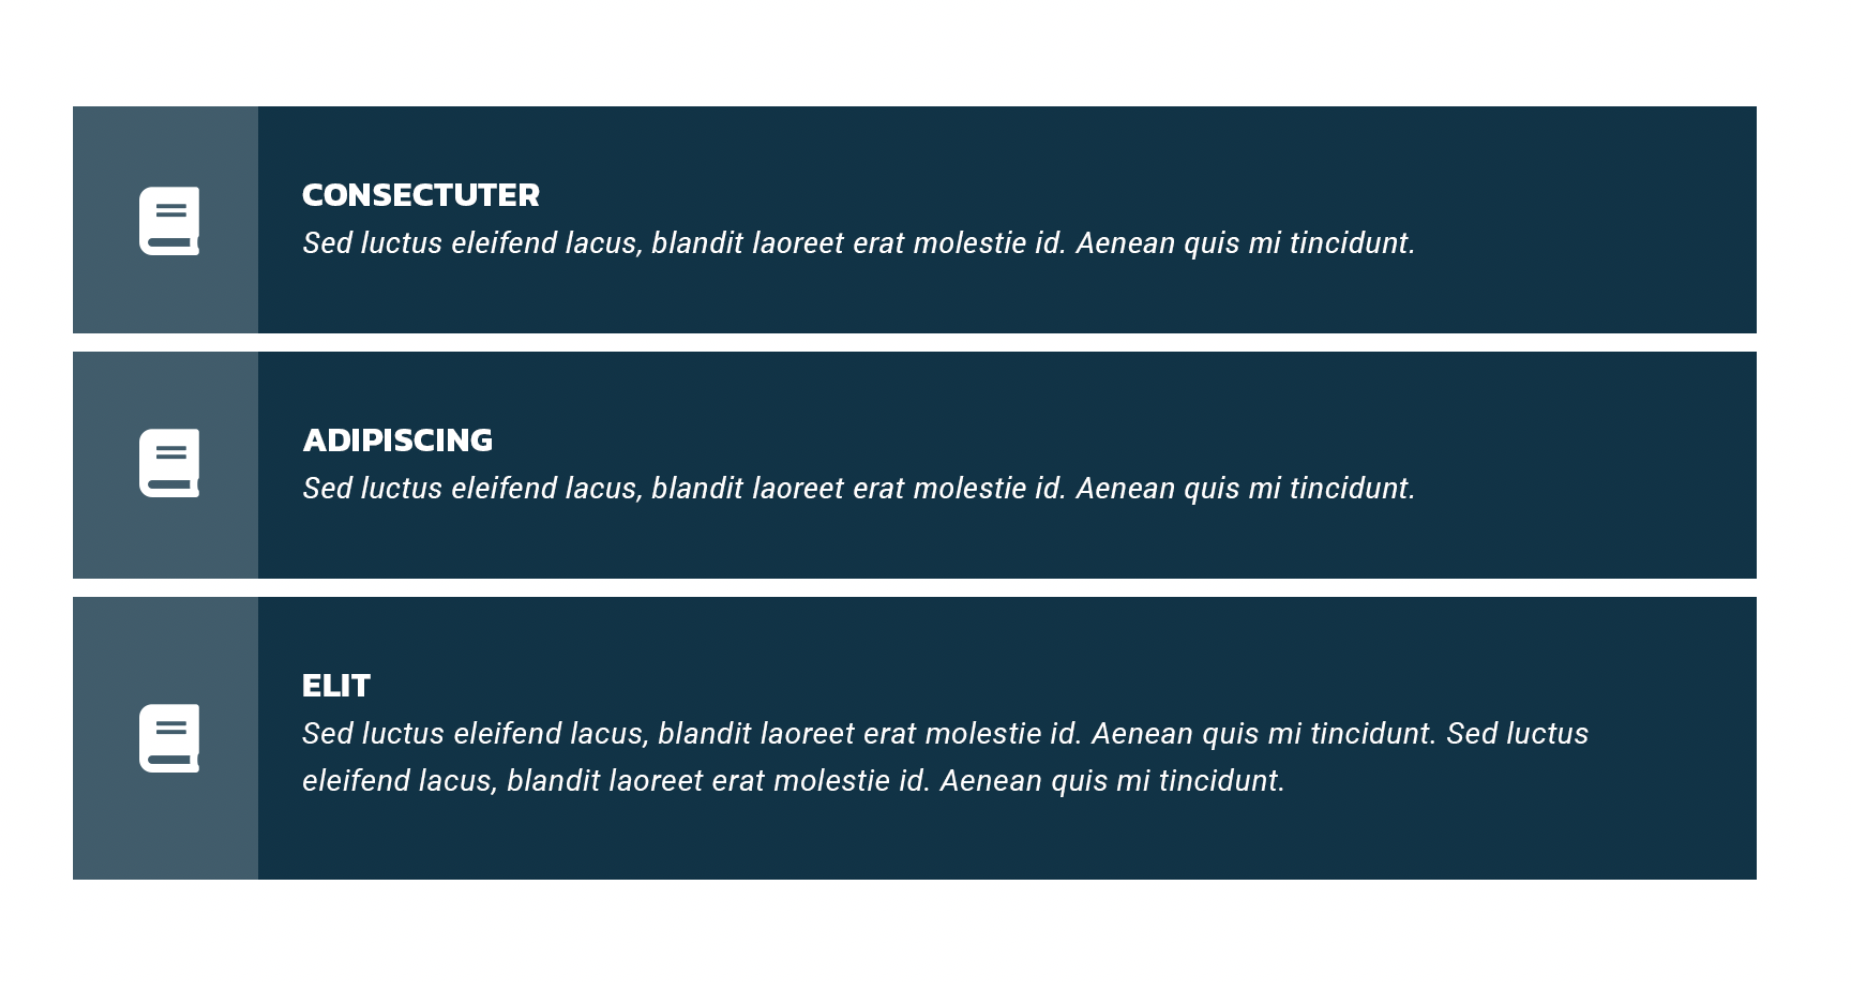 CONSECTUTER
Sed luctus eleifend lacus, blandit laoreet erat molestie id. Aenean quis mi tincidunt.
ADIPISCING
Sed luctus eleifend lacus, blandit laoreet erat molestie id. Aenean quis mi tincidunt.
ELIT
Sed luctus eleifend lacus, blandit laoreet erat molestie id. Aenean quis mi tincidunt. Sed luctus
eleifend lacus, blandit laoreet erat molestie id. Aenean quis mi tincidunt.